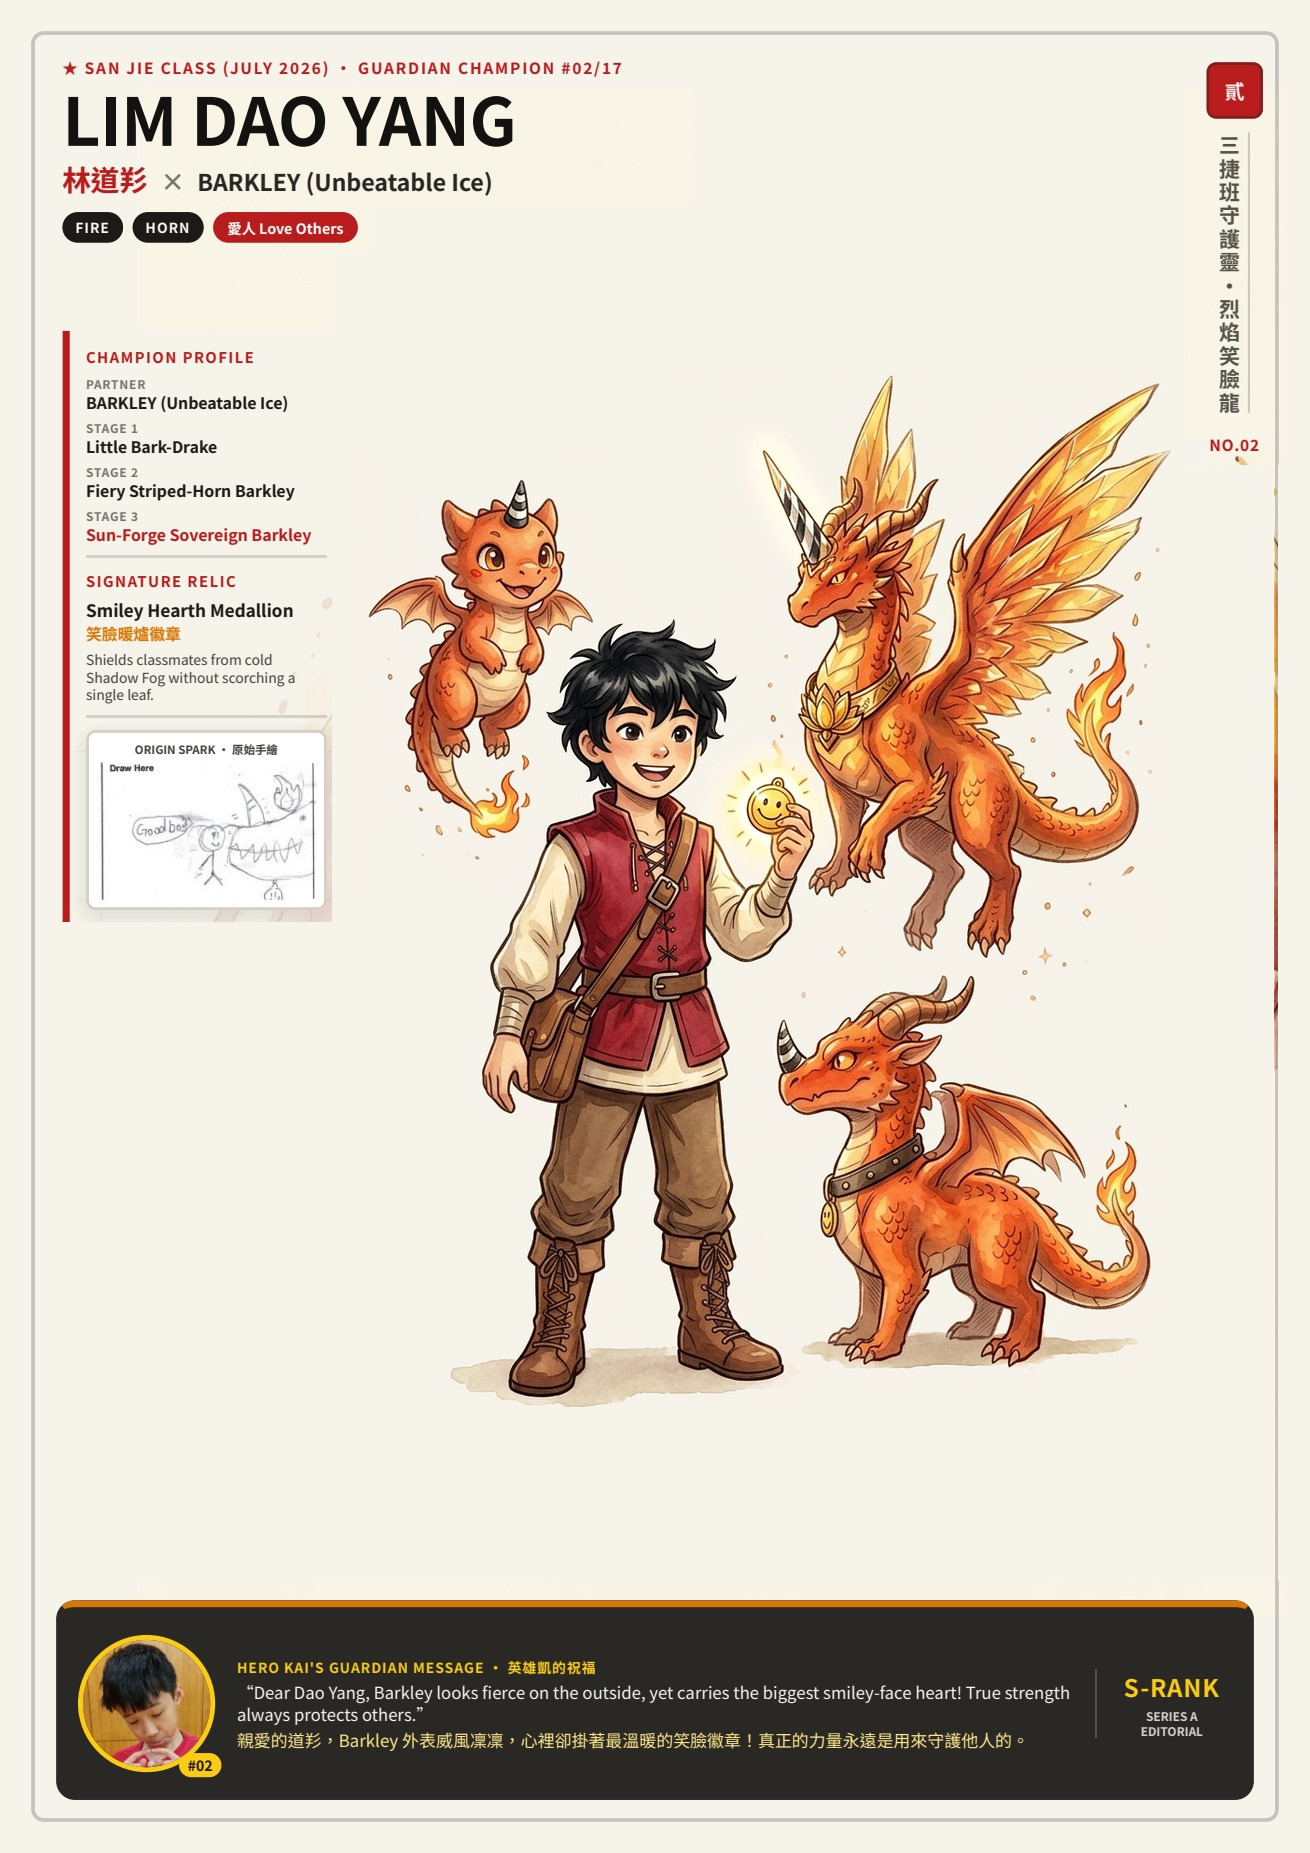 ★ SAN JIE CLASS (JULY 2026) • GUARDIAN CHAMPION #02/17
LIM DAO YANG
林道羏 × BARKLEY (Unbeatable Ice)
FIRE HORN 愛人 Love Others
貳
三捷班守護靈・烈焰笑臉龍
NO.02
CHAMPION PROFILE
PARTNER
BARKLEY (Unbeatable Ice)
STAGE 1
Little Bark-Drake
STAGE 2
Fiery Striped-Horn Barkley
STAGE 3
Sun-Forge Sovereign Barkley
SIGNATURE RELIC
Smiley Hearth Medallion
笑臉暖爐徽章
Shields classmates from cold
Shadow Fog without scorching a
single leaf.
ORIGIN SPARK • 原始手繪
Draw Here
Good boy
HERO KAI'S GUARDIAN MESSAGE • 英雄凱的祝福
“Dear Dao Yang, Barkley looks fierce on the outside, yet carries the biggest smiley-face heart! True strength
always protects others.”
親愛的道羏，Barkley 外表威風凜凜，心裡卻掛著最溫暖的笑臉徽章！真正的力量永遠是用來守護他人的。
#02
S-RANK
SERIES A
EDITORIAL